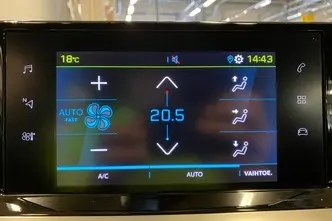 18°C 14:43
AUTO
FAST
20.5
N
A/C AUTO VAIHTOE.